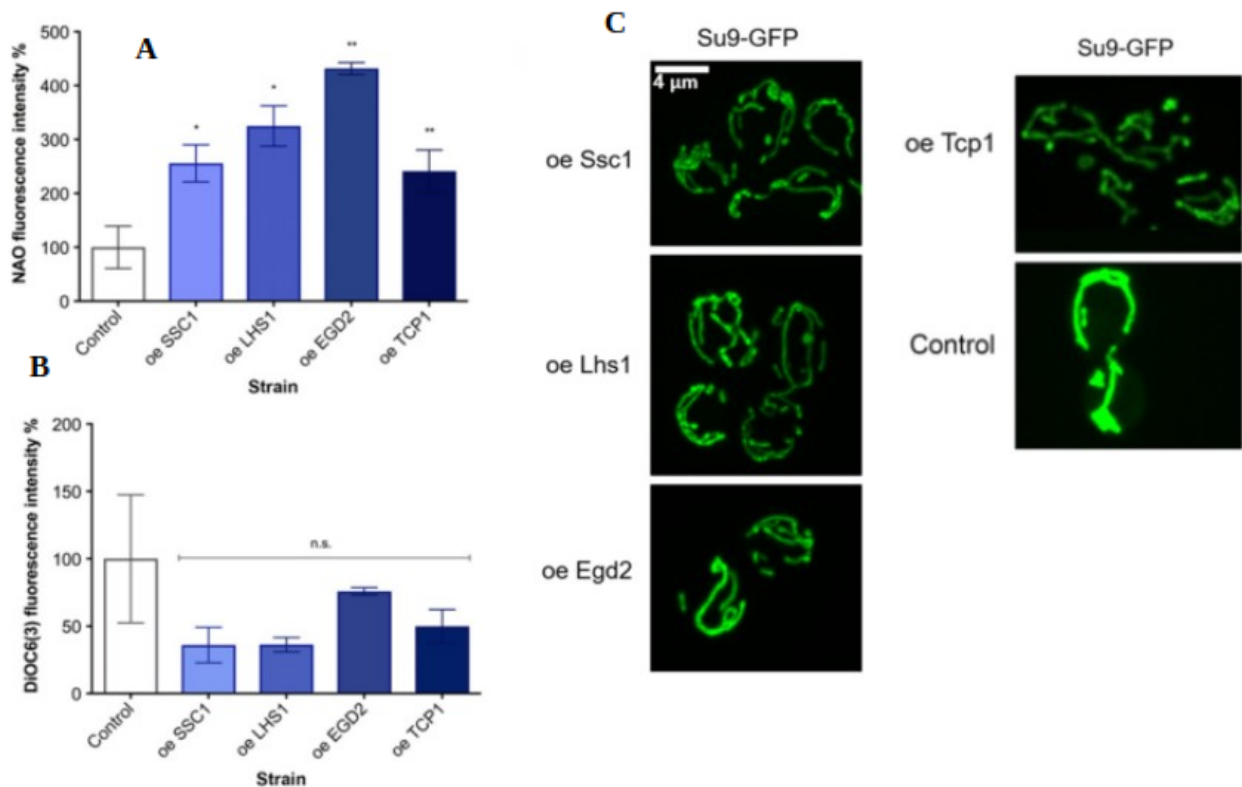 A
NAO fluorescence intensity %
500
400
300
200
100
0
*
*
**
**
Control
oe SSC1
oe LHS1
oe EGD2
oe TCP1
Strain
B
DiOC6(3) fluorescence intensity %
200
150
100
50
0
n.s.
Control
oe SSC1
oe LHS1
oe EGD2
oe TCP1
Strain
C
Su9-GFP
4 μm
oe Ssc1
oe Lhs1
oe Egd2
Su9-GFP
oe Tcp1
Control